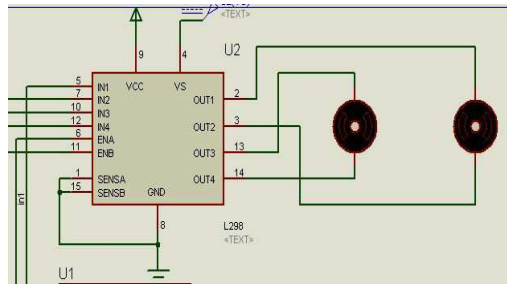 <TEXT>
U2
9
4
5 IN1 VCC VS
7 IN2 OUT1 2
10 IN3
12 IN4 OUT2 3
6 ENA
11 ENB OUT3 13
1 SENSA OUT4 14
15 SENSB GND
in1
8
L298
<TEXT>
U1